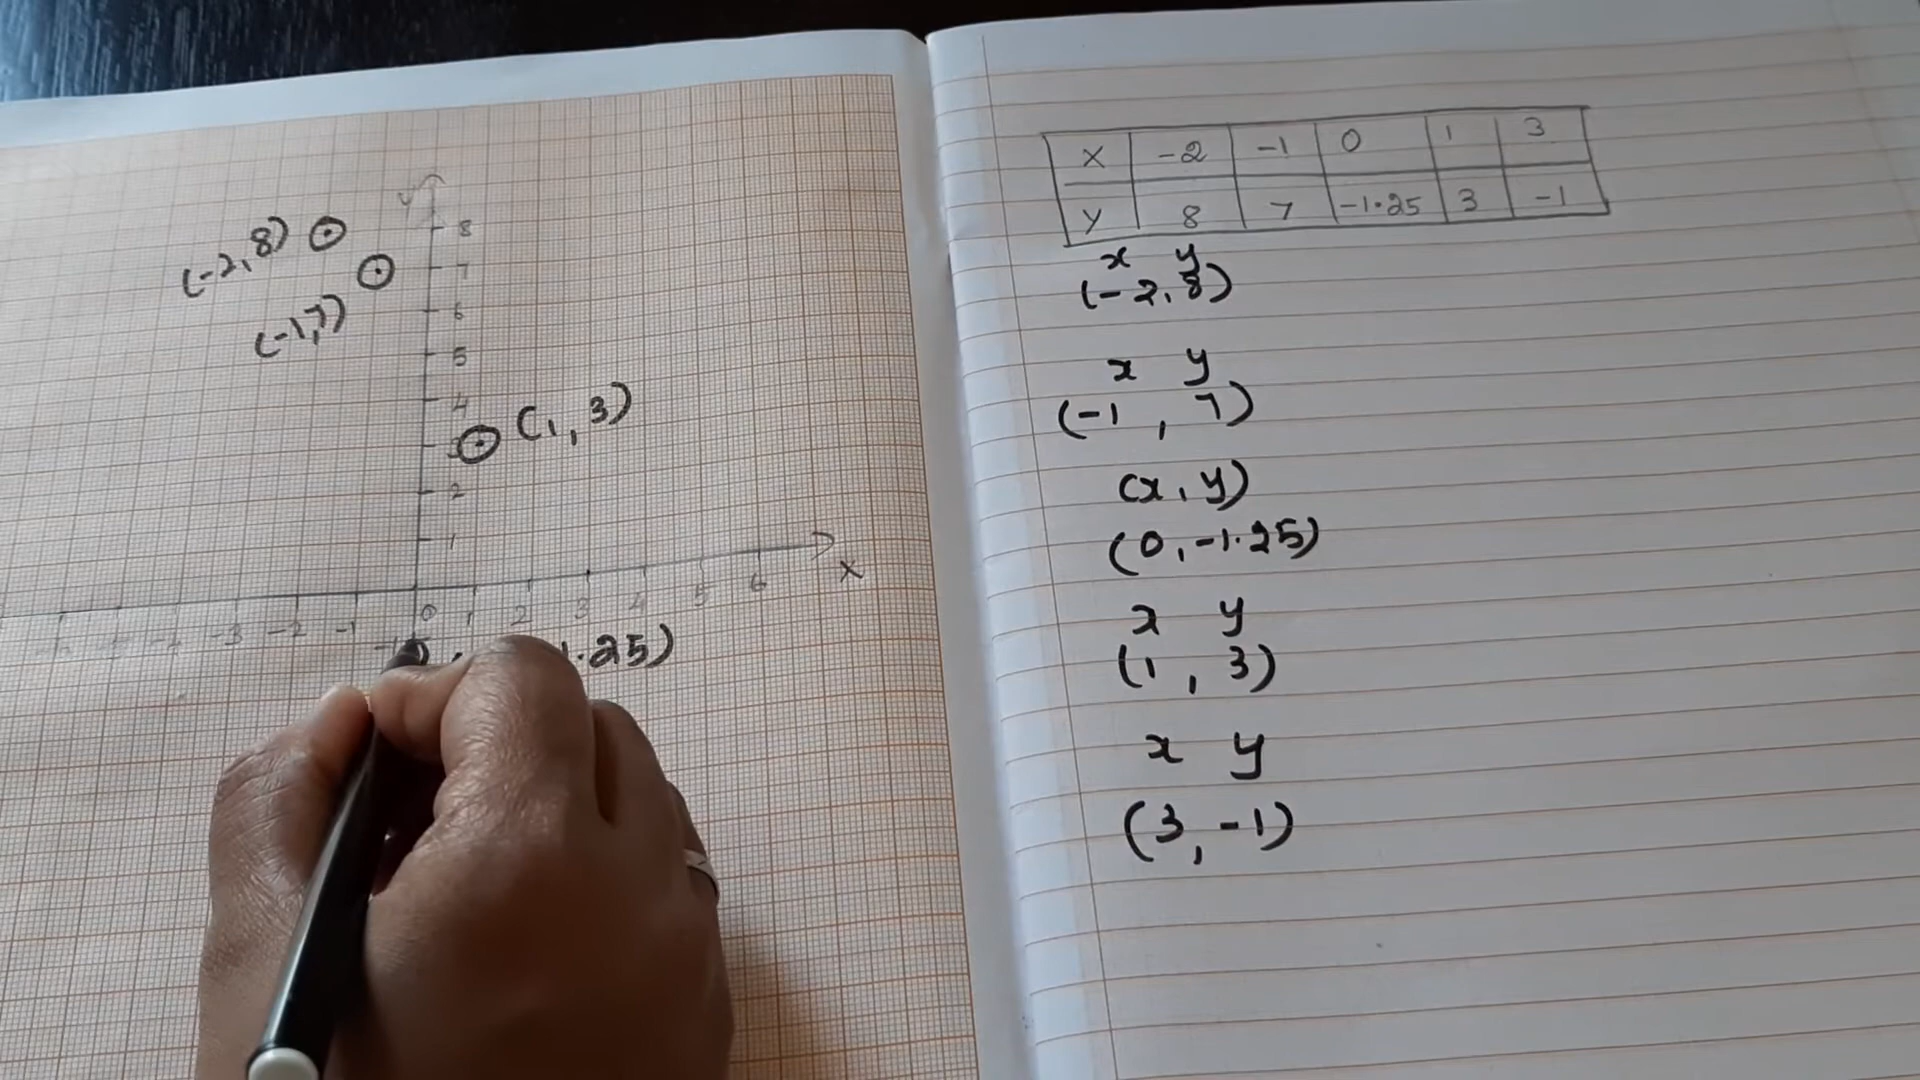 X -2 -1 0 1 3
Y 8 7 -1.25 3 -1
x y
(-2, 8)
x y
(-1, 7)
(x, y)
(0, -1.25)
x y
(1, 3)
x y
(3, -1)
8
(-2, 8)
7
(-1, 7)
6
5
4
(1, 3)
2
1
X
-3 -2 -1 0 1 2 3 4 5 6
1.25)